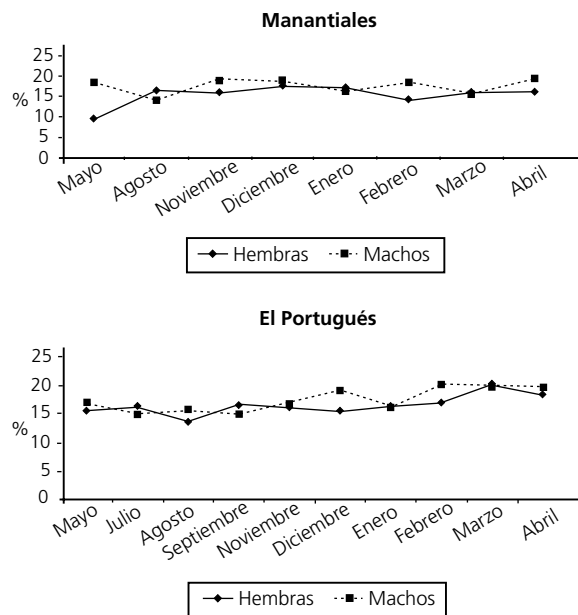 Manantiales
25
20
15
10
5
0
%
Mayo
Agosto
Noviembre
Diciembre
Enero
Febrero
Marzo
Abril
Hembras Machos
El Portugués
25
20
15
10
5
0
%
Mayo
Julio
Agosto
Septiembre
Noviembre
Diciembre
Enero
Febrero
Marzo
Abril
Hembras Machos